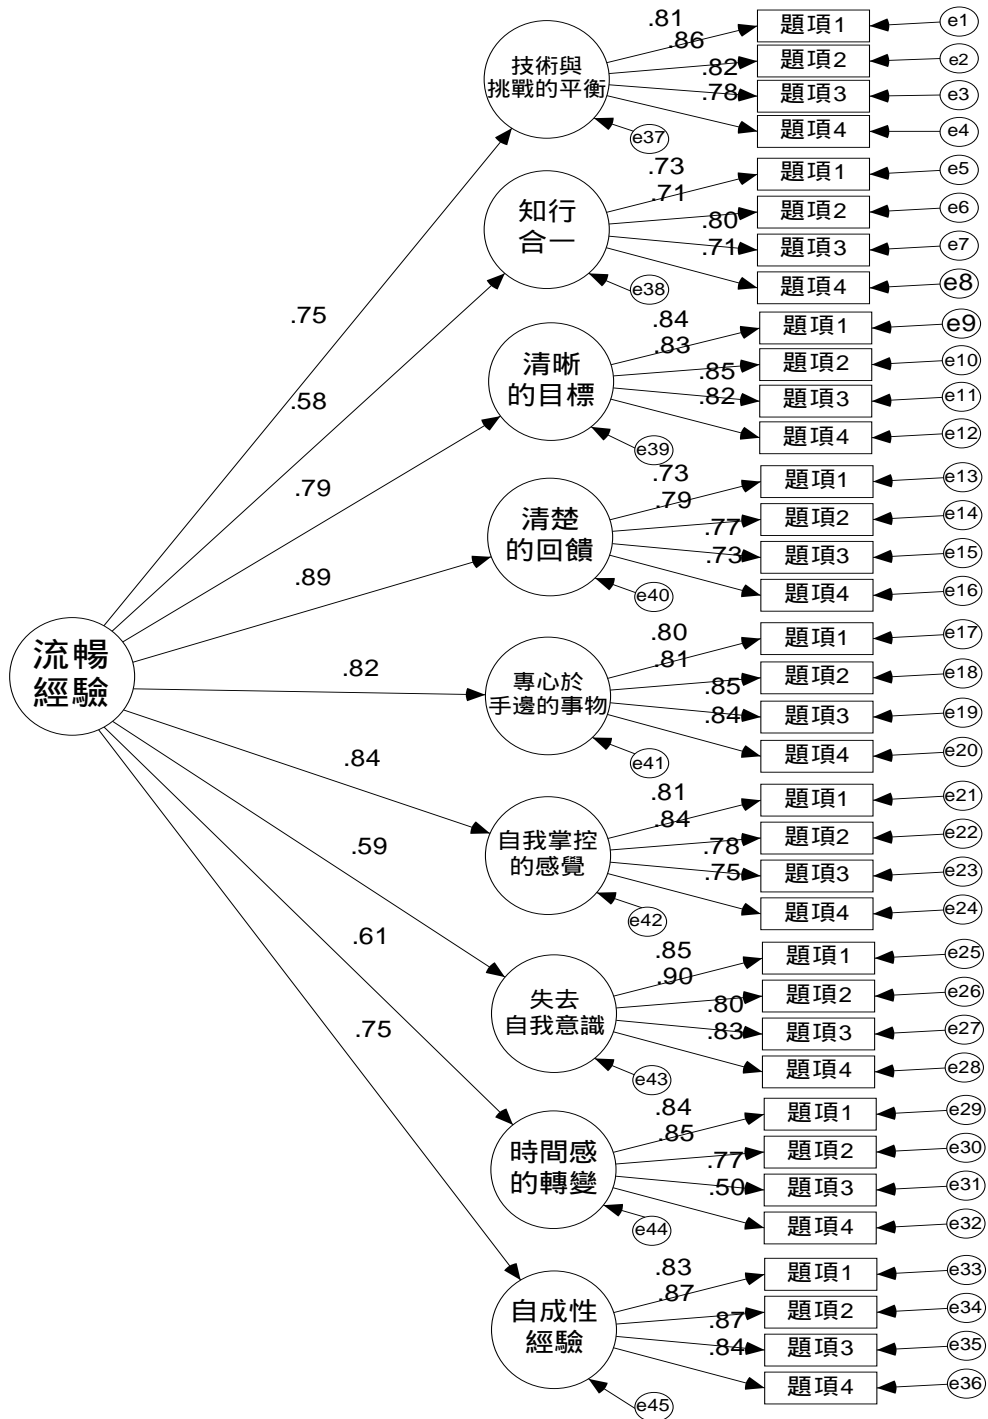 .81
題項1
e1
.86
題項2
e2
技術與
挑戰的平衡
.82
題項3
e3
.78
題項4
e4
e37
.73
題項1
e5
.71
題項2
e6
知行
合一
.80
題項3
e7
.71
題項4
e8
e38
.75
.84
題項1
e9
.83
題項2
e10
清晰
的目標
.85
題項3
e11
.82
題項4
e12
.58
e39
.73
題項1
e13
.79
題項2
e14
.79
清楚
的回饋
.77
題項3
e15
.73
題項4
e16
.89
e40
流暢
經驗
.80
題項1
e17
.81
題項2
e18
.82
專心於
手邊的事物
.85
題項3
e19
.84
題項4
e20
e41
.84
.81
題項1
e21
.84
題項2
e22
自我掌控
的感覺
.78
題項3
e23
.75
題項4
e24
.59
e42
.61
.85
題項1
e25
.90
題項2
e26
失去
自我意識
.80
題項3
e27
.83
題項4
e28
.75
e43
.84
題項1
e29
.85
題項2
e30
時間感
的轉變
.77
題項3
e31
.50
題項4
e32
e44
.83
題項1
e33
.87
題項2
e34
自成性
經驗
.87
題項3
e35
.84
題項4
e36
e45